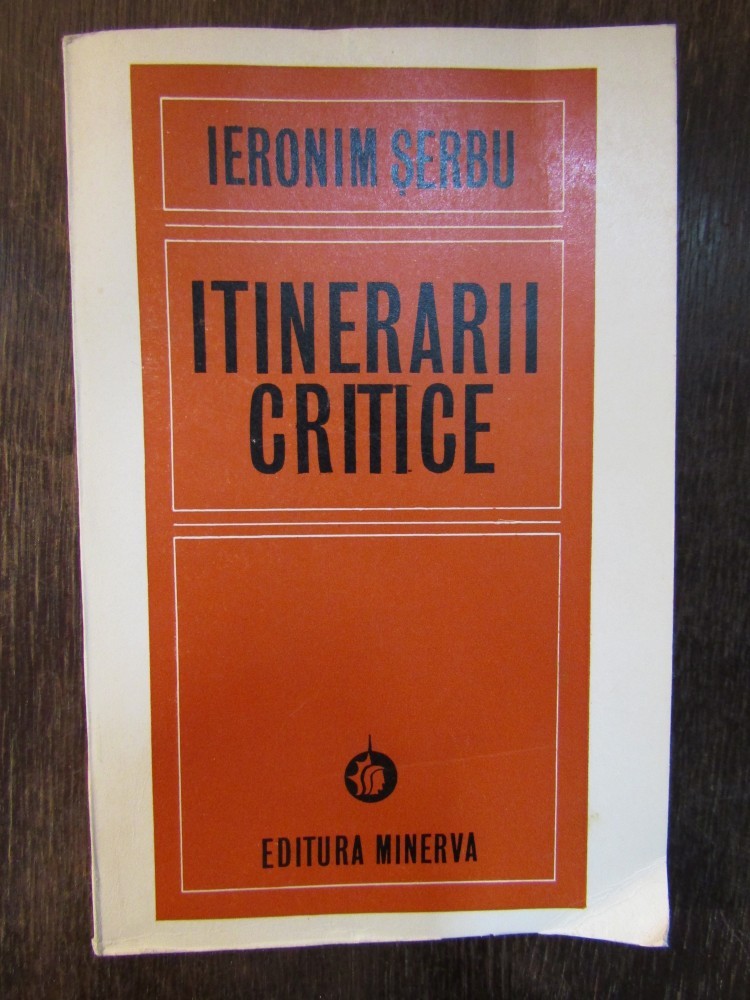 IERONIM ȘERBU
ITINERARII
CRITICE
EDITURA MINERVA